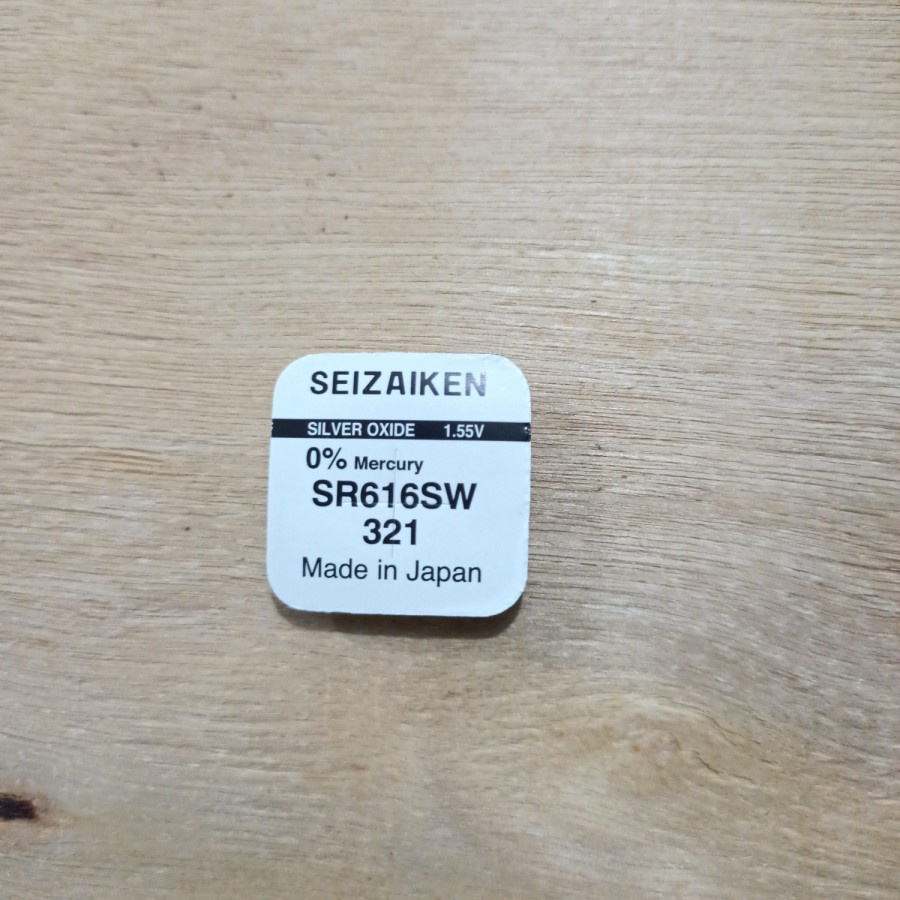 SEIZAIKEN
SILVER OXIDE 1.55V
0% Mercury
SR616SW
321
Made in Japan